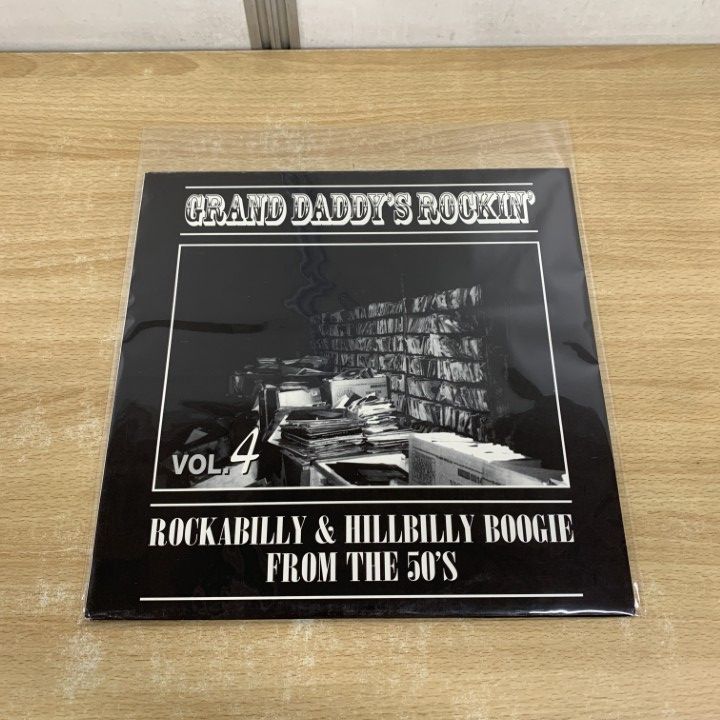 GRAND DADDY'S ROCKIN'
VOL. 4
ROCKABILLY & HILLBILLY BOOGIE
FROM THE 50'S